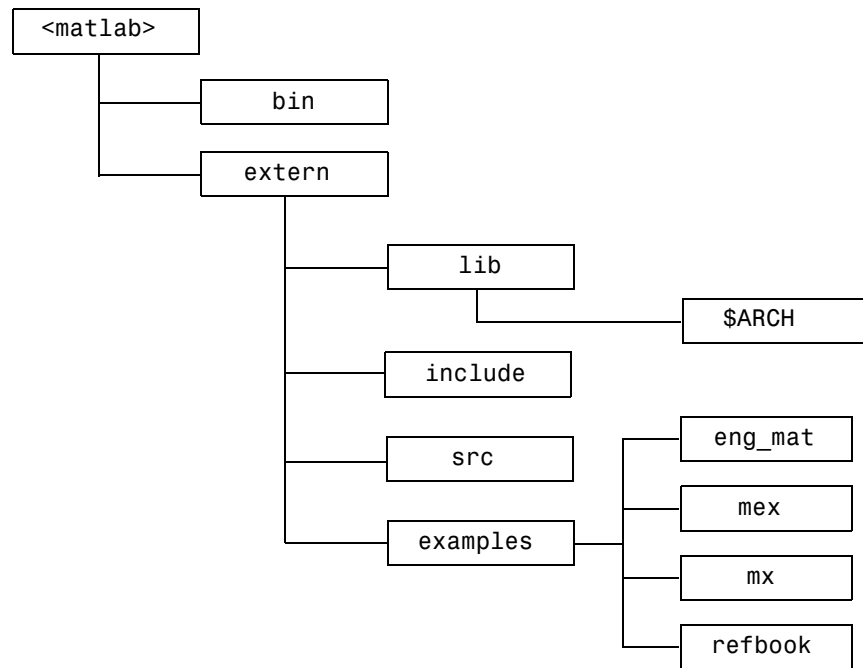 <matlab>
bin
extern
lib
$ARCH
include
src
examples
eng_mat
mex
mx
refbook